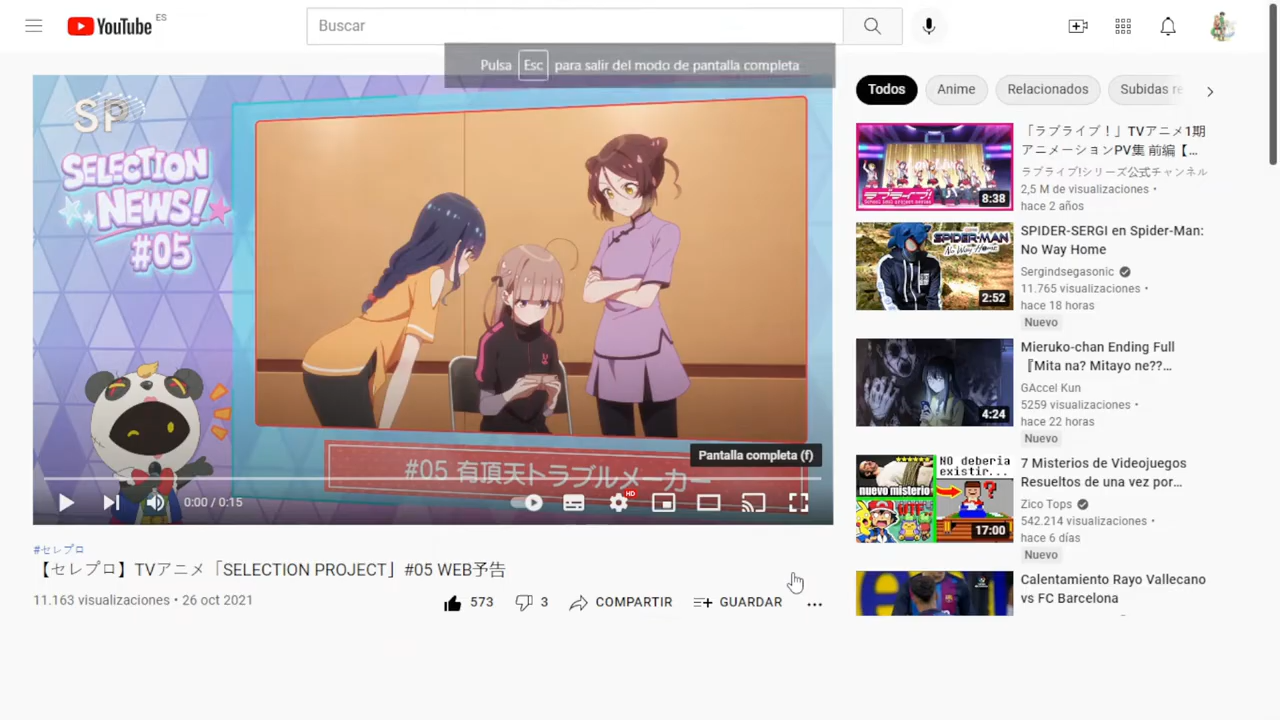 YouTube ES
Buscar
Pulsa Esc para salir del modo de pantalla completa
SP
SELECTION
NEWS!
#05
#05 有頂天トラブルメーカー
Pantalla completa (f)
0:00 / 0:15
HD
#セレプロ
【セレプロ】TVアニメ「SELECTION PROJECT」#05 WEB予告
11.163 visualizaciones • 26 oct 2021
573
3
COMPARTIR
GUARDAR
Todos
Anime
Relacionados
Subidas re
8:38
「ラブライブ！」TVアニメ1期
アニメーションPV集 前編【...
ラブライブ!シリーズ公式チャンネル
2,5 M de visualizaciones •
hace 2 años
SPIDER-MAN
2:52
SPIDER-SERGI en Spider-Man:
No Way Home
Sergindsegasonic
11.765 visualizaciones •
hace 18 horas
Nuevo
4:24
Mieruko-chan Ending Full
『Mita na? Mitayo ne??...
GAccel Kun
5259 visualizaciones •
hace 22 horas
Nuevo
nuevo misterio
NO DEBERIA
existir...
17:00
7 Misterios de Videojuegos
Resueltos de una vez por...
Zico Tops
542.214 visualizaciones •
hace 6 días
Nuevo
Calentamiento Rayo Vallecano
vs FC Barcelona